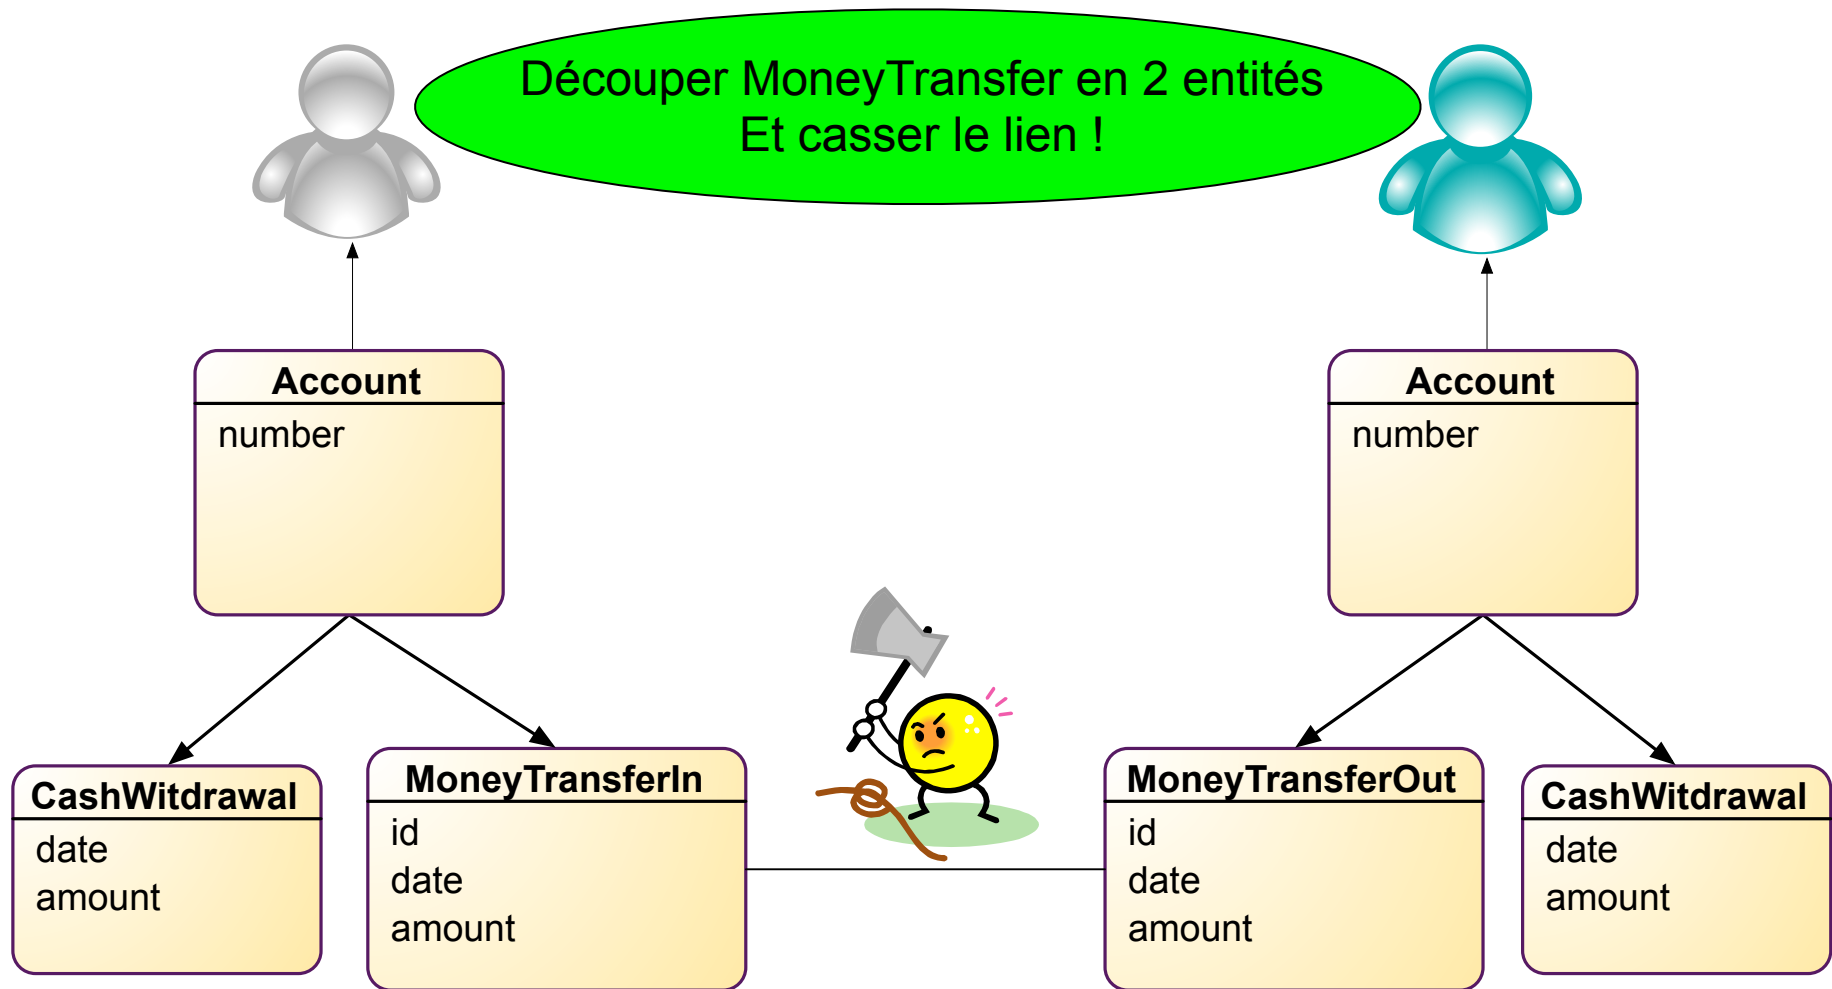 Découper MoneyTransfer en 2 entités
Et casser le lien !
Account
number
Account
number
CashWitdrawal
date
amount
MoneyTransferIn
id
date
amount
MoneyTransferOut
id
date
amount
CashWitdrawal
date
amount